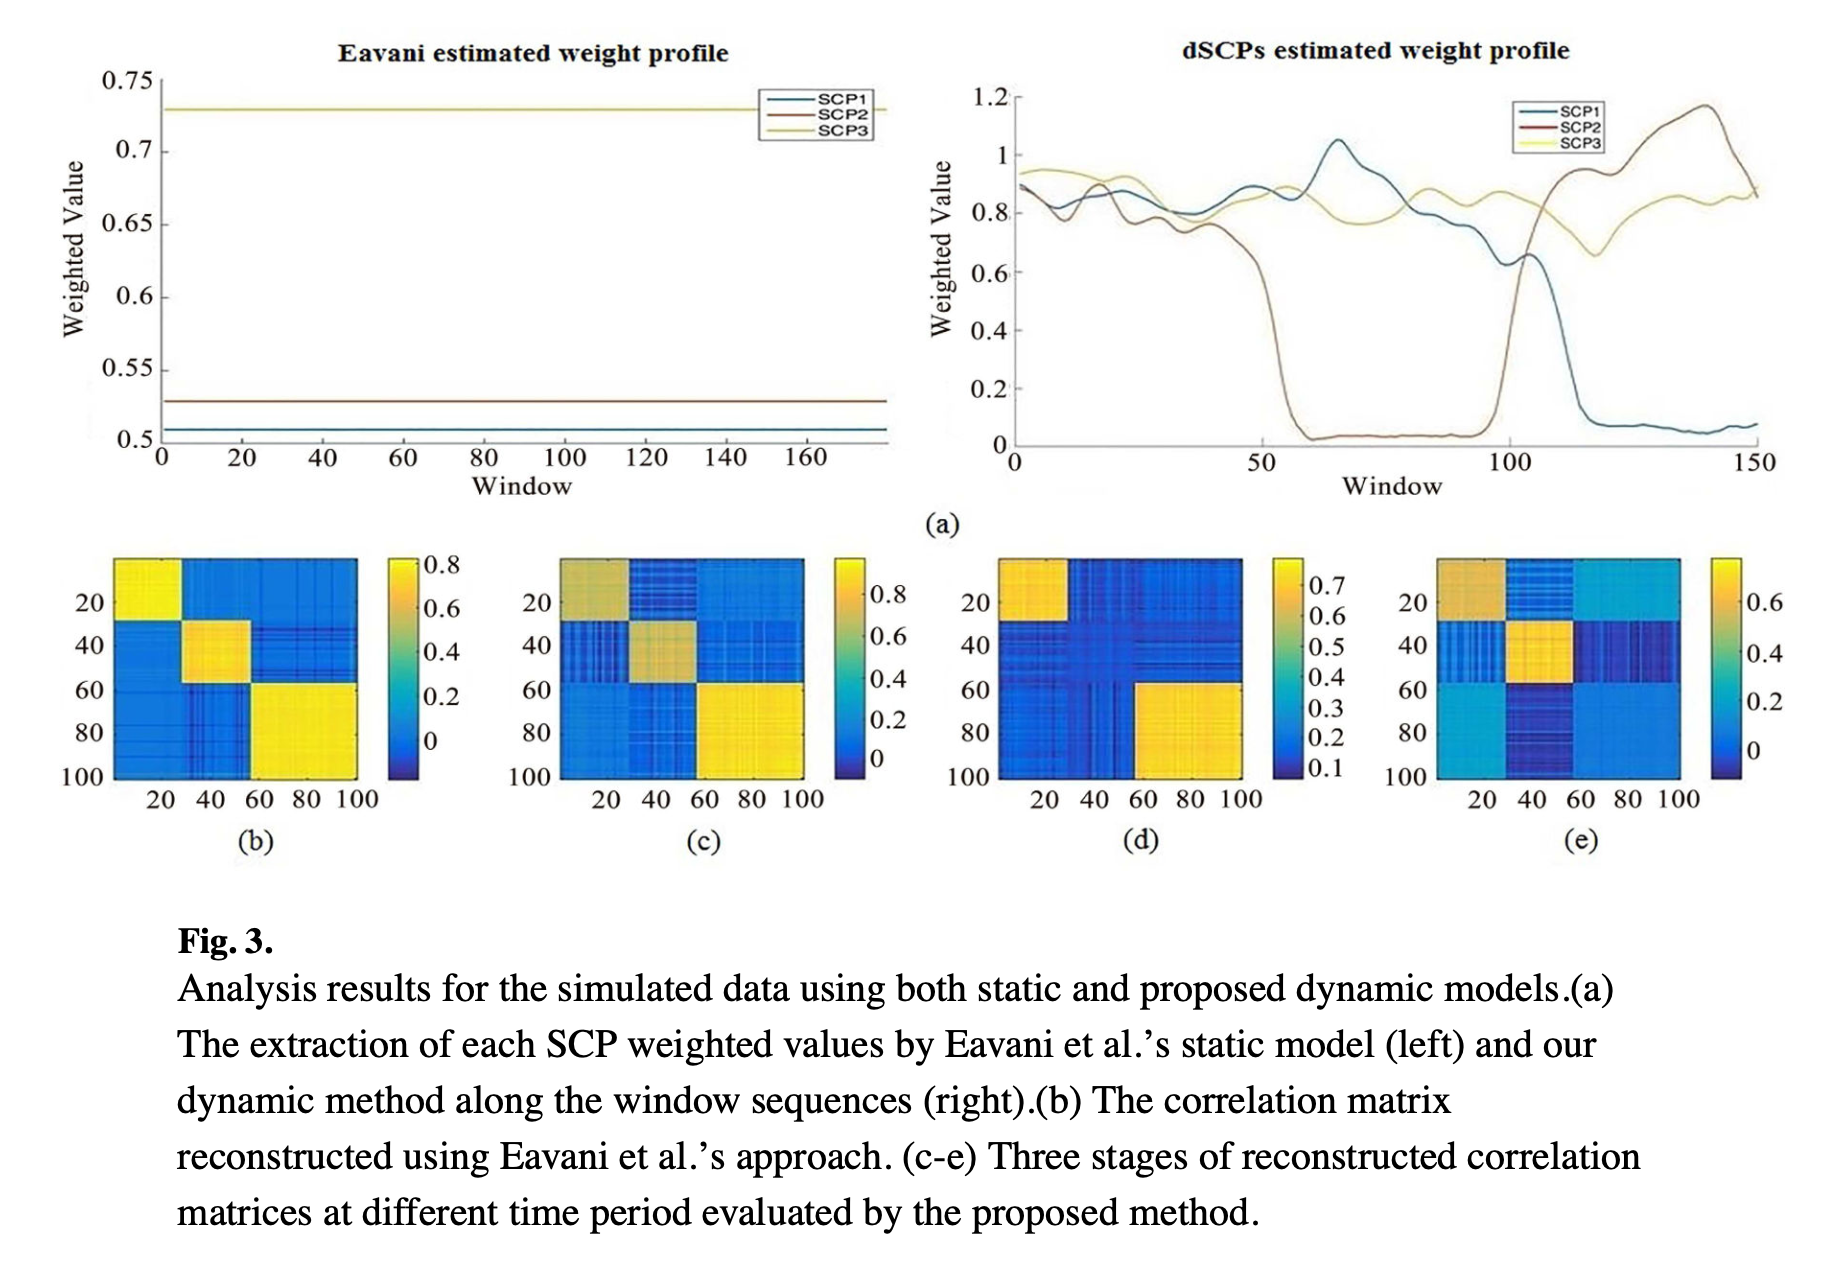 Eavani estimated weight profile
0.75
0.7
0.65
0.6
0.55
0.5
Weighted Value
SCP1
SCP2
SCP3
0 20 40 60 80 100 120 140 160
Window
dSCPs estimated weight profile
1.2
1
0.8
0.6
0.4
0.2
0
Weighted Value
SCP1
SCP2
SCP3
0 50 100 150
Window
(a)
20
40
60
80
100
20 40 60 80 100
0.8
0.6
0.4
0.2
0
(b)
20
40
60
80
100
20 40 60 80 100
0.8
0.6
0.4
0.2
0
(c)
20
40
60
80
100
20 40 60 80 100
0.7
0.6
0.5
0.4
0.3
0.2
0.1
(d)
20
40
60
80
100
20 40 60 80 100
0.6
0.4
0.2
0
(e)
Fig. 3.
Analysis results for the simulated data using both static and proposed dynamic models.(a)
The extraction of each SCP weighted values by Eavani et al.’s static model (left) and our
dynamic method along the window sequences (right).(b) The correlation matrix
reconstructed using Eavani et al.’s approach. (c-e) Three stages of reconstructed correlation
matrices at different time period evaluated by the proposed method.